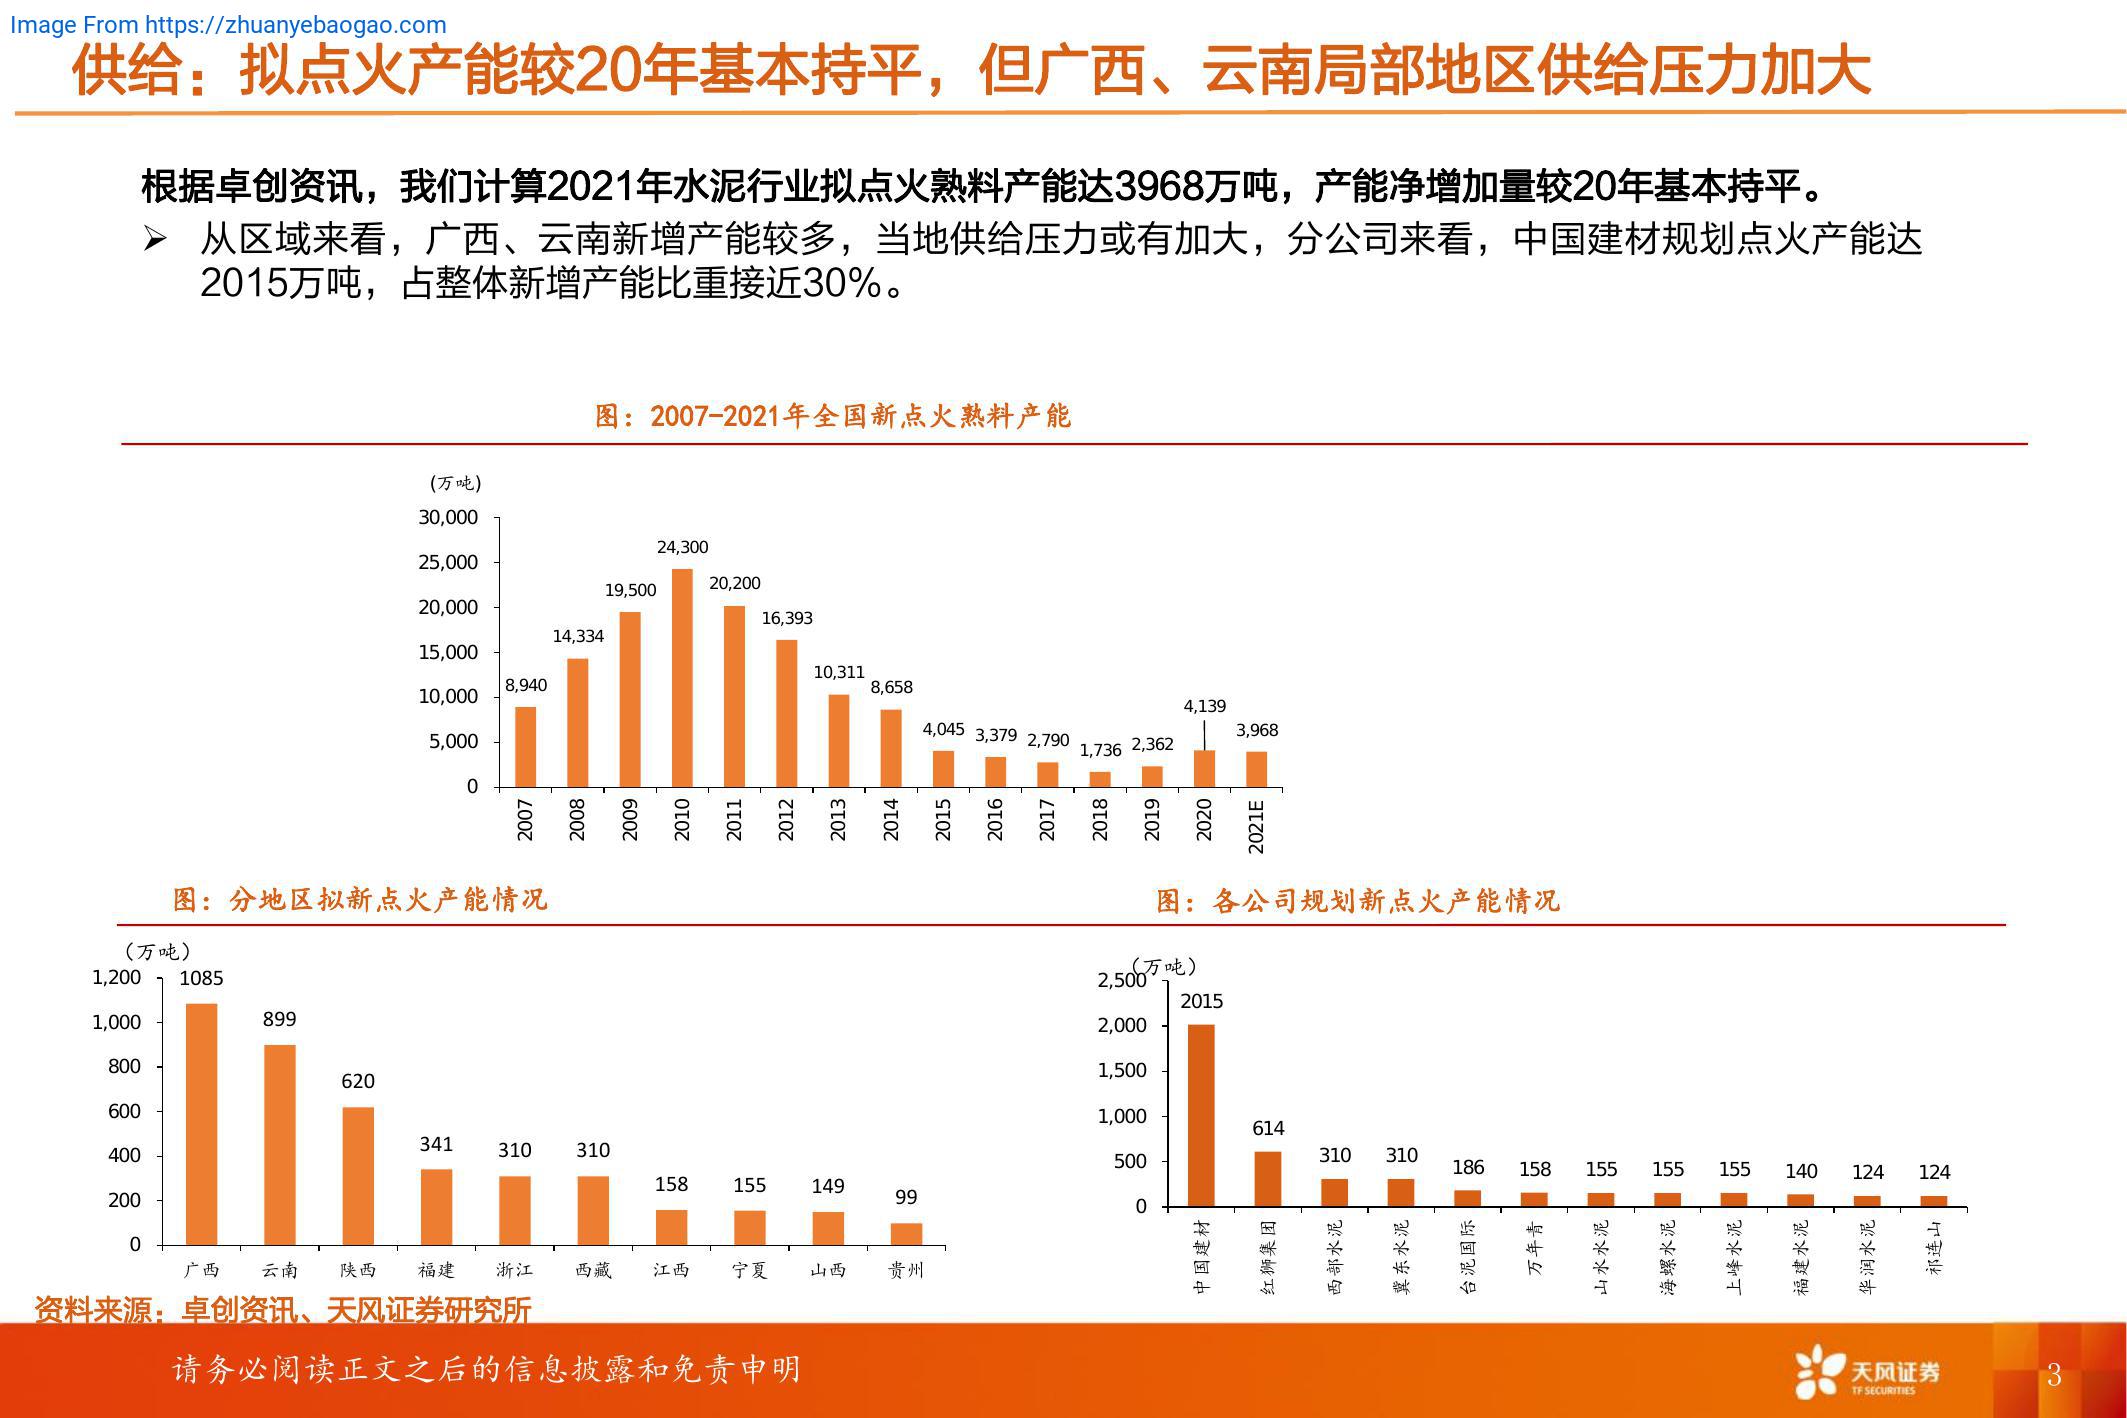 Image From https://zhuanyebaogao.com
供给：拟点火产能较20年基本持平，但广西、云南局部地区供给压力加大
根据卓创资讯，我们计算2021年水泥行业拟点火熟料产能达3968万吨，产能净增加量较20年基本持平。
➢ 从区域来看，广西、云南新增产能较多，当地供给压力或有加大，分公司来看，中国建材规划点火产能达
2015万吨，占整体新增产能比重接近30%。
图：2007-2021年全国新点火熟料产能
(万吨)
30,000
25,000
20,000
15,000
10,000
5,000
0
8,940
14,334
19,500
24,300
20,200
16,393
10,311
8,658
4,045
3,379
2,790
1,736
2,362
4,139
3,968
2007
2008
2009
2010
2011
2012
2013
2014
2015
2016
2017
2018
2019
2020
2021E
图：分地区拟新点火产能情况
（万吨）
1,200
1,000
800
600
400
200
0
1085
899
620
341
310
310
158
155
149
99
广西
云南
陕西
福建
浙江
西藏
江西
宁夏
山西
贵州
图：各公司规划新点火产能情况
（万吨）
2,500
2,000
1,500
1,000
500
0
2015
614
310
310
186
158
155
155
155
140
124
124
中国建材
红狮集团
西部水泥
冀东水泥
台泥国际
万年青
山水水泥
海螺水泥
上峰水泥
福建水泥
华润水泥
祁连山
资料来源：卓创资讯、天风证券研究所
请务必阅读正文之后的信息披露和免责申明
天风证券
TF SECURITIES
3